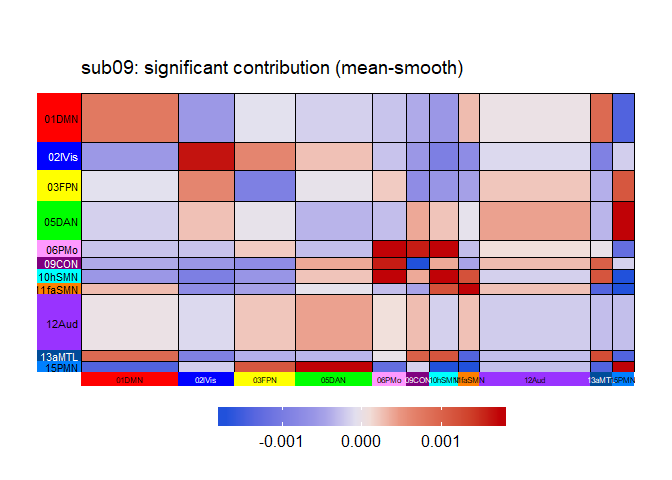 sub09: significant contribution (mean-smooth)
01DMN
02lVis
03FPN
05DAN
06PMo
09CON
10hSMN
11faSMN
12Aud
13aMTL
15PMN
01DMN 02lVis 03FPN 05DAN 06PMo 09CON 10hSMN 11faSMN 12Aud 13aMTL 15PMN
-0.001 0.000 0.001